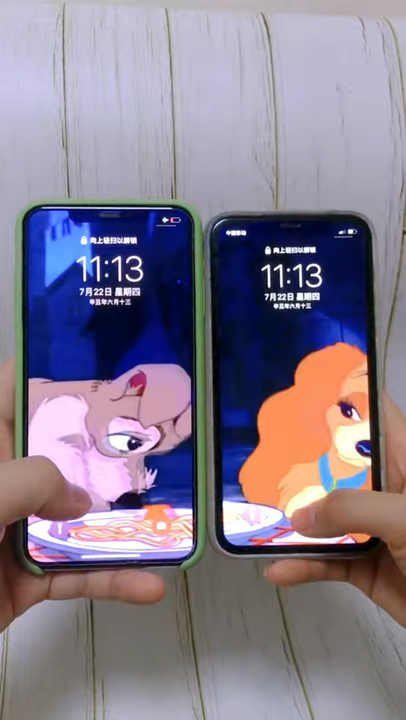 向上轻扫以解锁
11:13
7月22日 星期四
辛丑年六月十三
中国移动
向上轻扫以解锁
11:13
7月22日 星期四
辛丑年六月十三